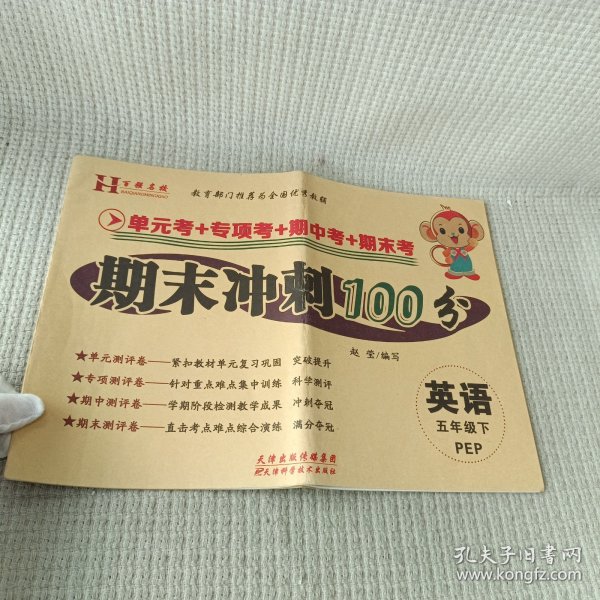 H 百强名校
BAIQIANGMINGXIAO
教育部门推荐为全国优秀教辅
单元考+专项考+期中考+期末考
期末冲刺100分
赵 莹/编写
★单元测评卷——紧扣教材单元复习巩固 突破提升
★专项测评卷——针对重点难点集中训练 科学测评
★期中测评卷——学期阶段检测教学成果 冲刺夺冠
★期末测评卷——直击考点难点综合演练 满分夺冠
英语
五年级下
PEP
天津出版传媒集团
天津科学技术出版社
孔夫子旧书网
www.kongfz.com